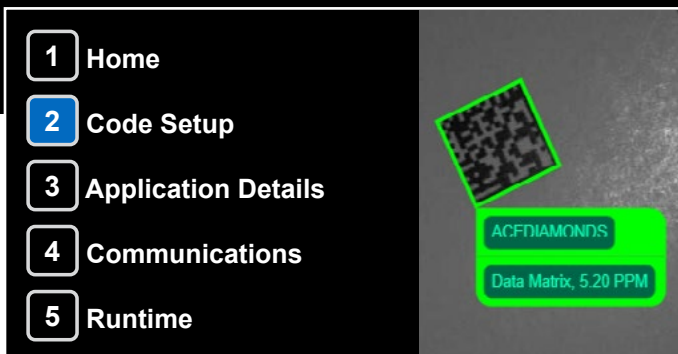 1 Home
2 Code Setup
3 Application Details
4 Communications
5 Runtime
ACEDIAMONDS
Data Matrix, 5.20 PPM